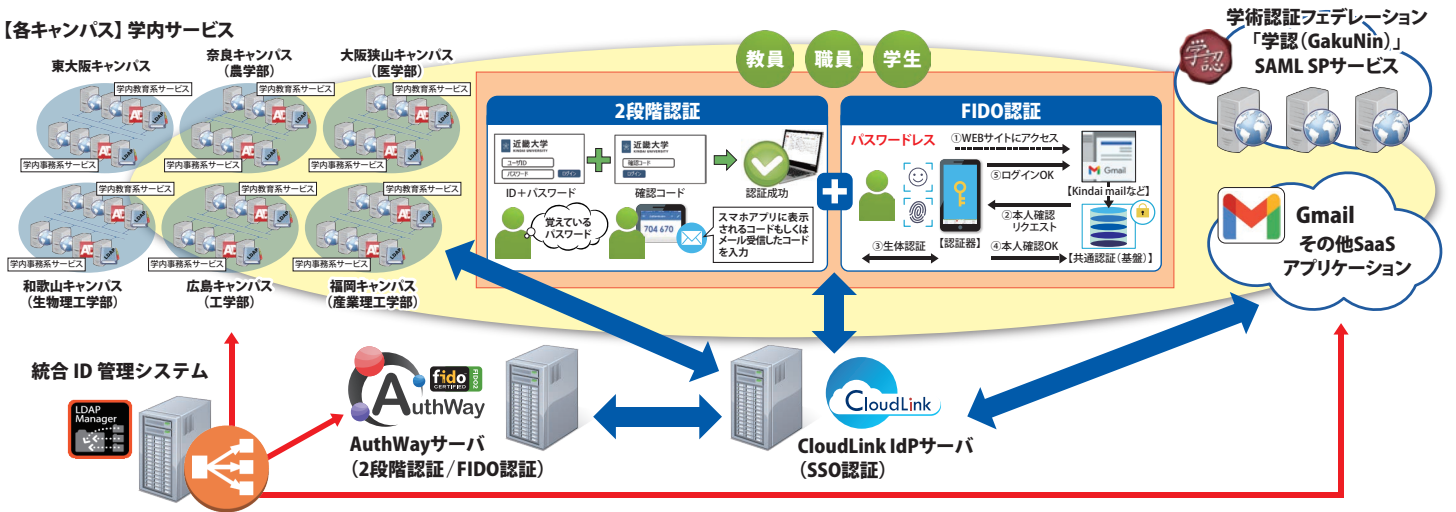 【各キャンパス】学内サービス
東大阪キャンパス
奈良キャンパス
（農学部）
大阪狭山キャンパス
（医学部）
学内教育系サービス
学内教育系サービス
学内教育系サービス
AD
LDAP
AD
LDAP
AD
LDAP
学内事務系サービス
学内事務系サービス
学内事務系サービス
学内教育系サービス
学内教育系サービス
学内教育系サービス
AD
LDAP
AD
LDAP
AD
LDAP
学内事務系サービス
学内事務系サービス
学内事務系サービス
和歌山キャンパス
（生物理工学部）
広島キャンパス
（工学部）
福岡キャンパス
（産業理工学部）
教員
職員
学生
2段階認証
近畿大学
KINDAI UNIVERSITY
ユーザID
パスワード
ログイン
近畿大学
KINDAI UNIVERSITY
確認コード
ログイン
ID＋パスワード
確認コード
認証成功
覚えている
パスワード
704 670
スマホアプリに表示
されるコードもしくは
メール受信したコード
を入力
FIDO認証
パスワードレス
①WEBサイトにアクセス
⑤ログインOK
Gmail
【Kindai mailなど】
②本人確認
リクエスト
③生体認証
【認証器】
④本人確認OK
【共通認証（基盤）】
学術認証フェデレーション
「学認（GakuNin）」
SAML SPサービス
学認
Gmail
その他SaaS
アプリケーション
統合 ID 管理システム
LDAP
Manager
fido
CERTIFIED
FIDO2
AuthWay
AuthWayサーバ
（2段階認証/FIDO認証）
CloudLink
CloudLink IdPサーバ
（SSO認証）